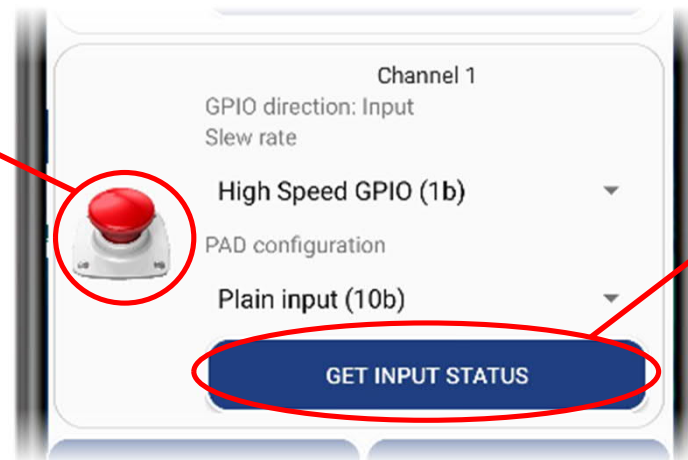 Channel 1
GPIO direction: Input
Slew rate
High Speed GPIO (1b)
PAD configuration
Plain input (10b)
GET INPUT STATUS